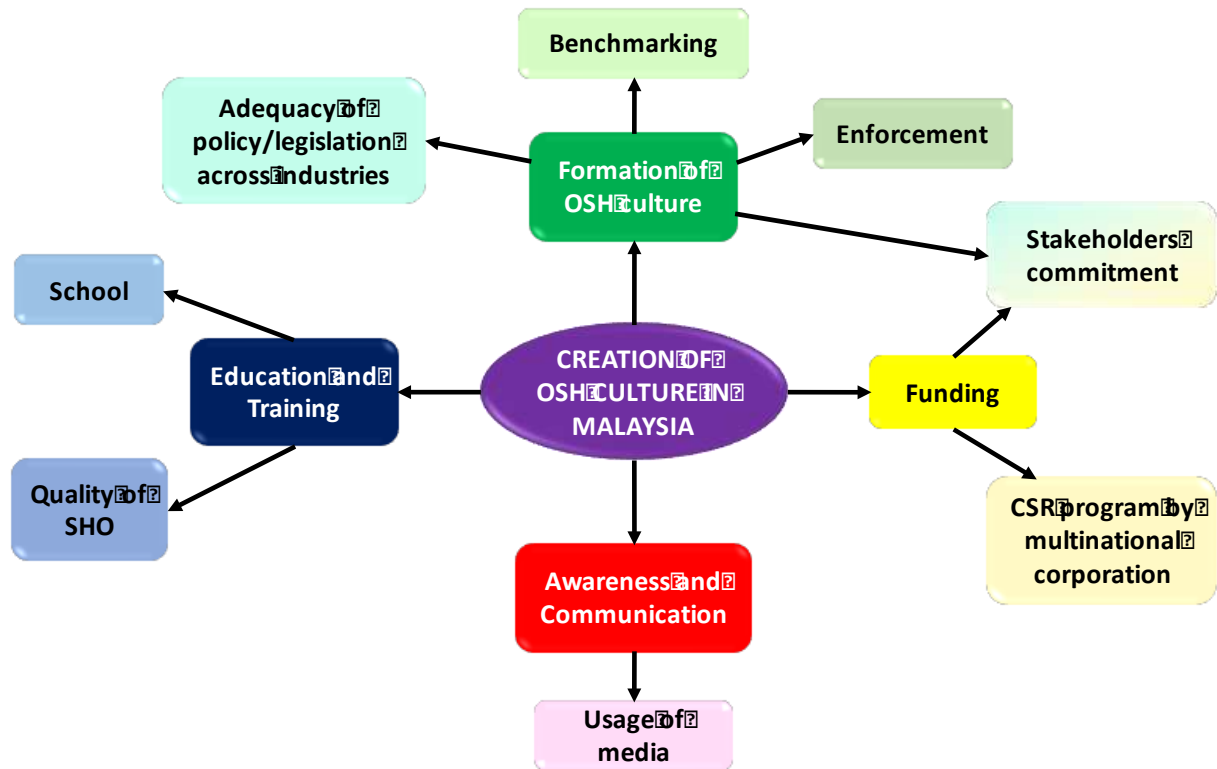 Benchmarking
Adequacy of
policy/legislation
across industries
Enforcement
Formation of
OSH culture
Stakeholders
commitment
School
Education and
Training
CREATION OF
OSH CULTURE IN
MALAYSIA
Funding
Quality of
SHO
CSR program by
multinational
corporation
Awareness and
Communication
Usage of
media